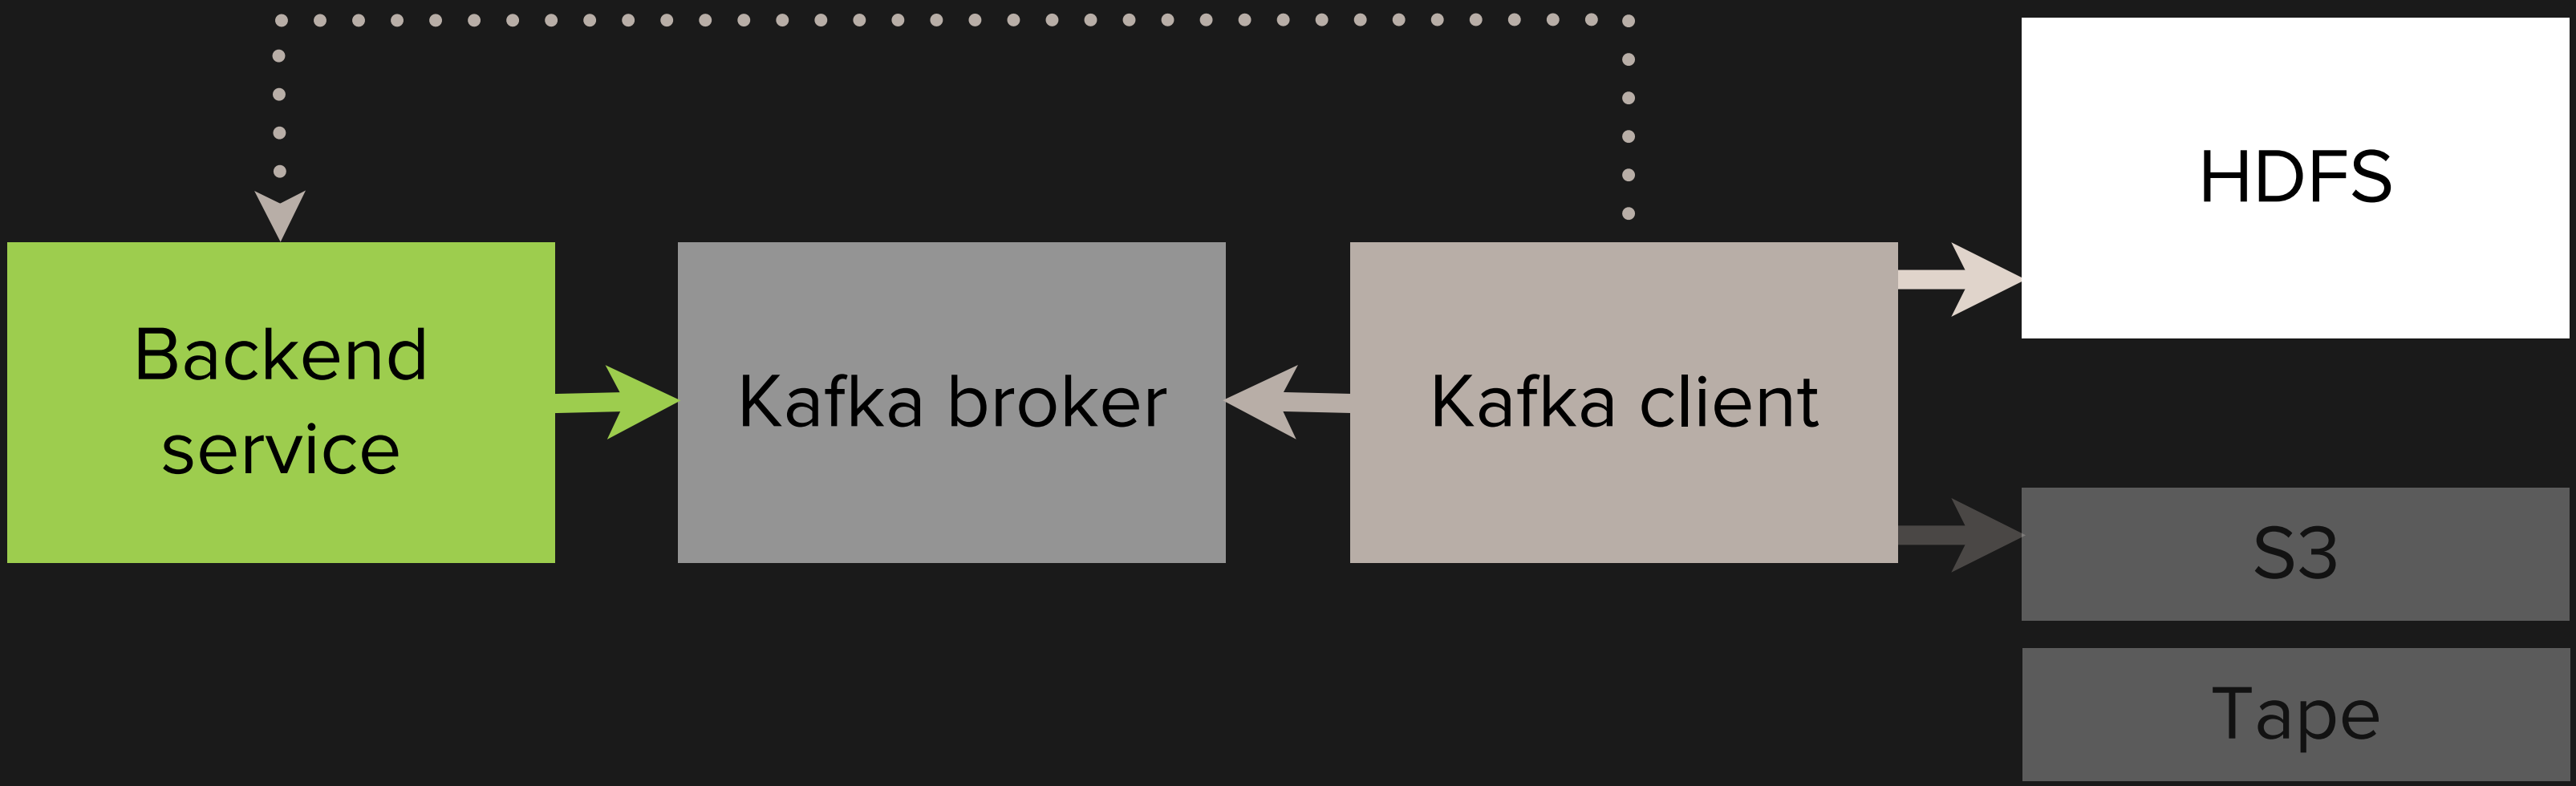 HDFS
Backend
service
Kafka broker
Kafka client
S3
Tape